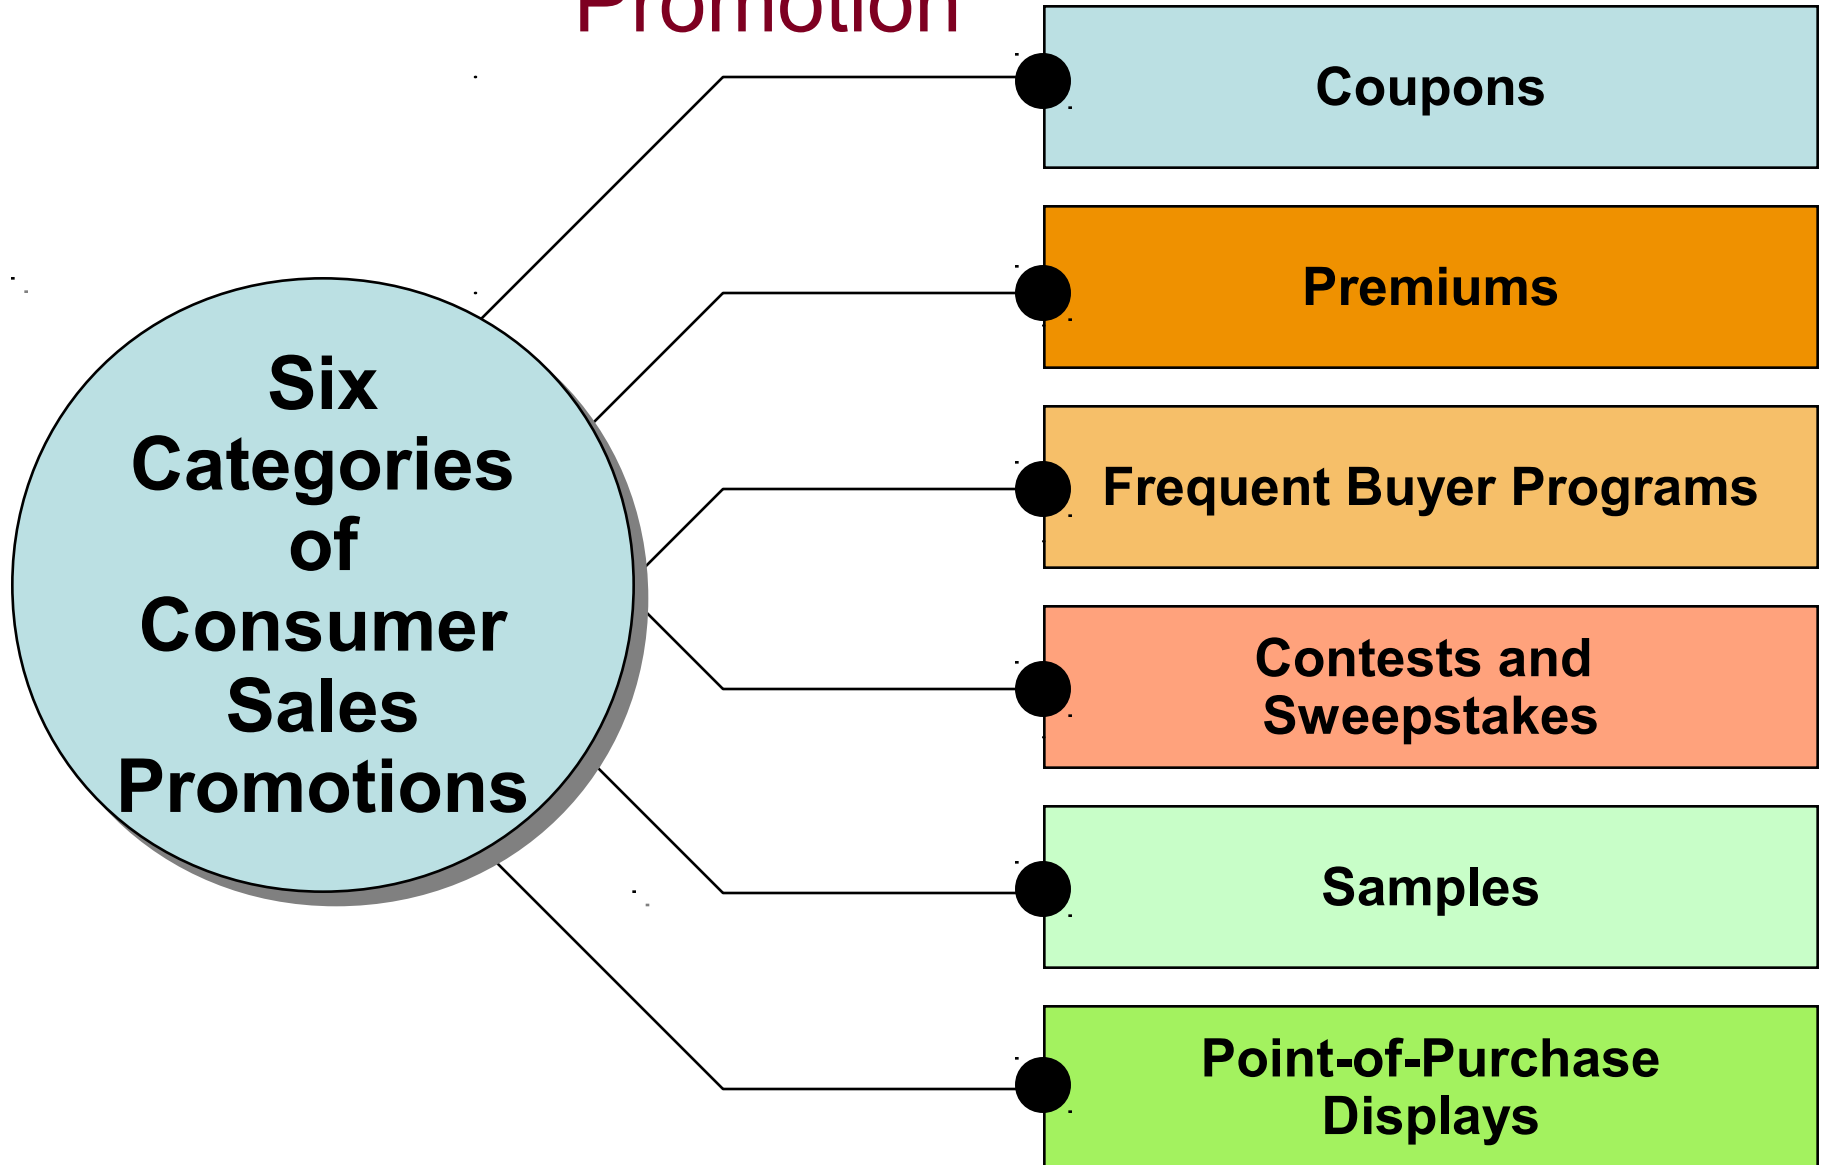 Promotion
Six
Categories
of
Consumer
Sales
Promotions
Coupons
Premiums
Frequent Buyer Programs
Contests and
Sweepstakes
Samples
Point-of-Purchase
Displays